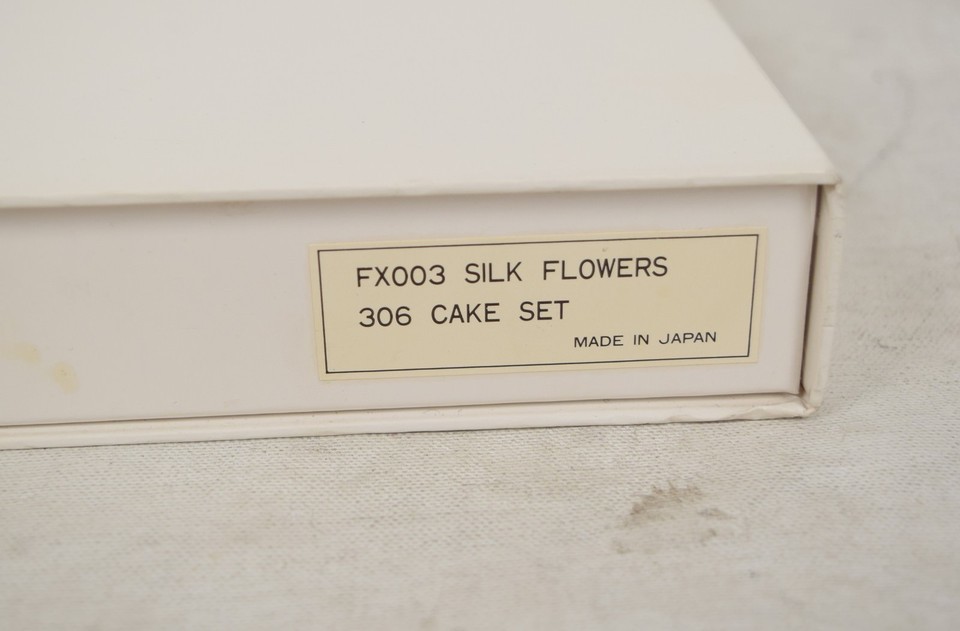 FX003 SILK FLOWERS
306 CAKE SET
MADE IN JAPAN